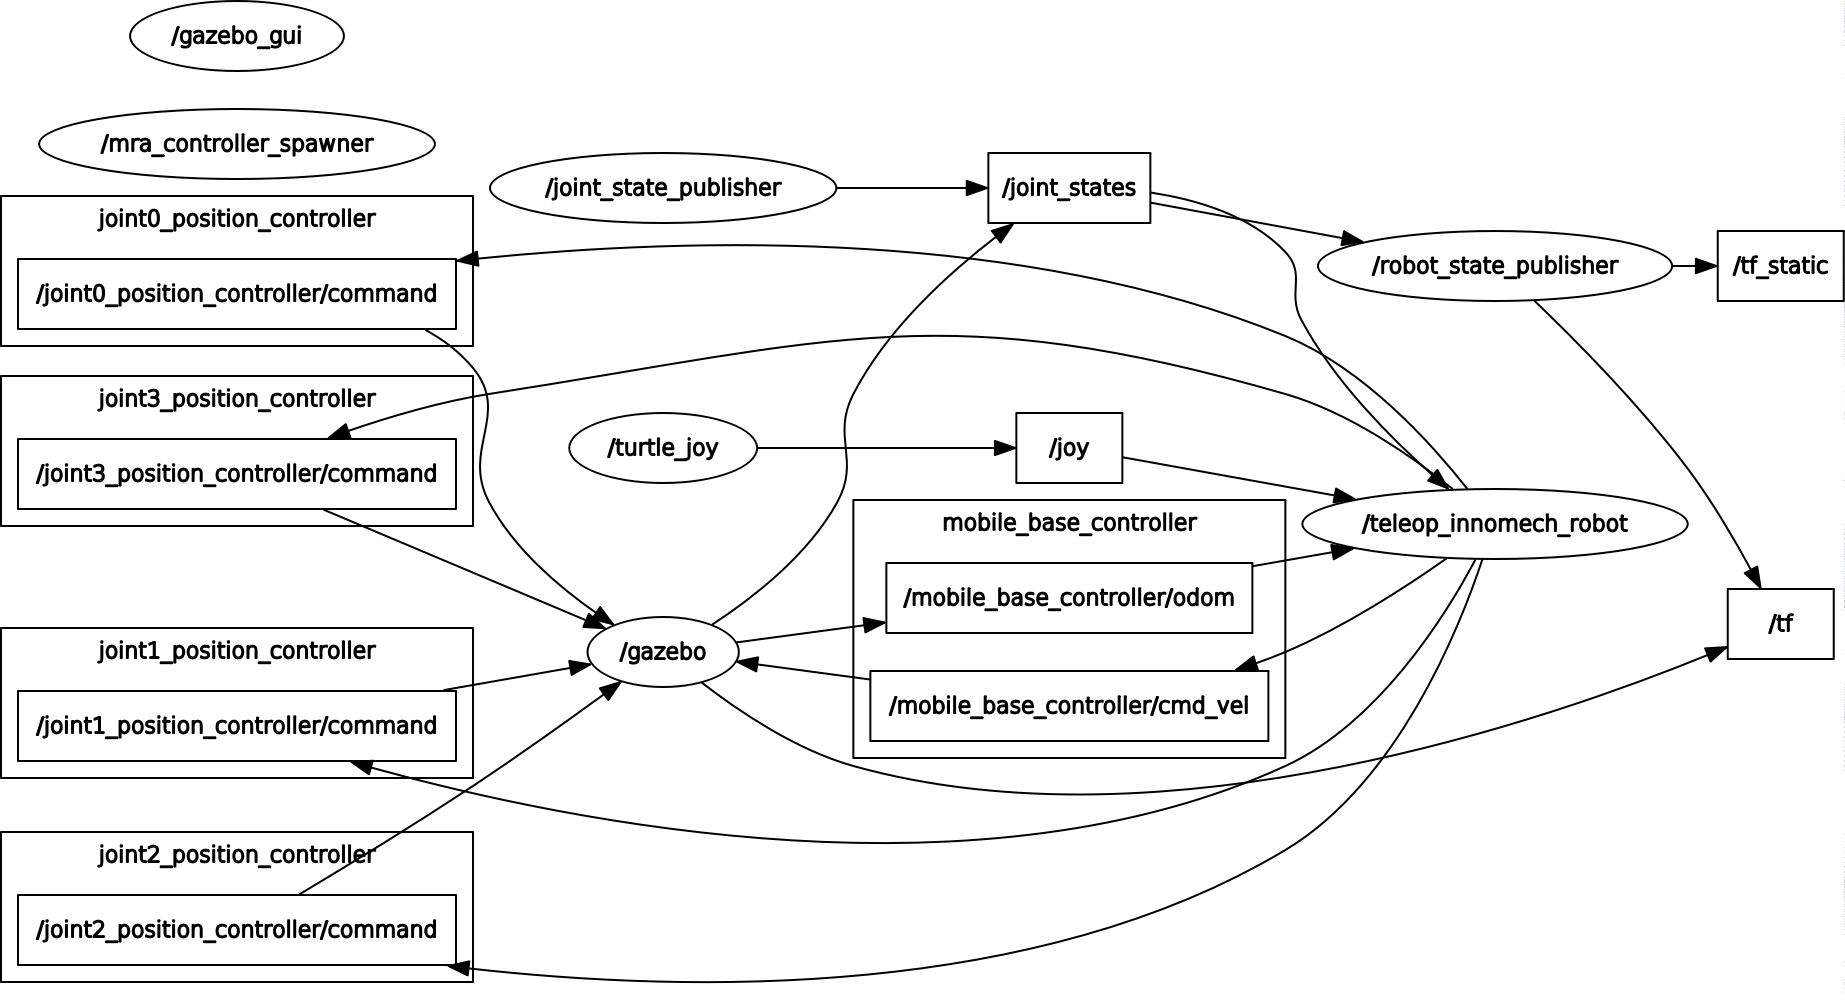 /gazebo_gui
/mra_controller_spawner
joint0_position_controller
/joint0_position_controller/command
joint3_position_controller
/joint3_position_controller/command
joint1_position_controller
/joint1_position_controller/command
joint2_position_controller
/joint2_position_controller/command
/joint_state_publisher
/turtle_joy
/gazebo
/joint_states
/joy
mobile_base_controller
/mobile_base_controller/odom
/mobile_base_controller/cmd_vel
/robot_state_publisher
/teleop_innomech_robot
/tf_static
/tf